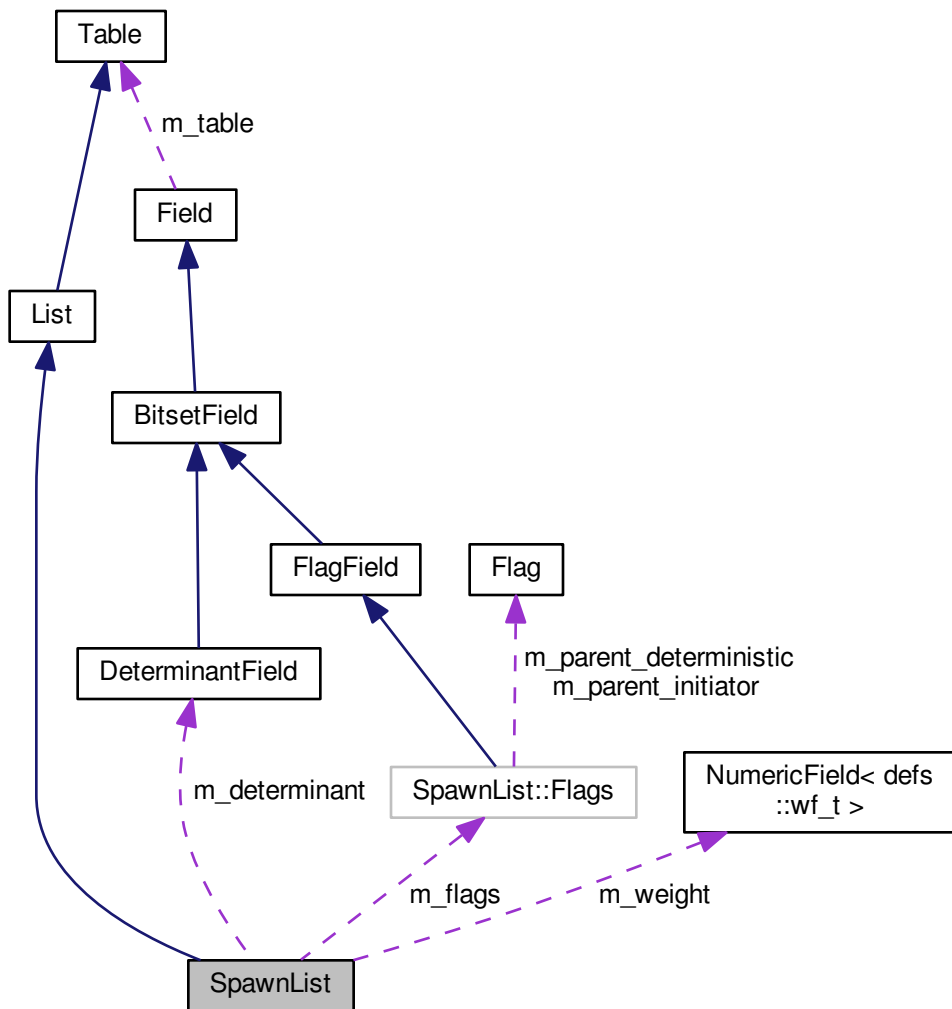 Table
m_table
Field
List
BitsetField
FlagField
Flag
DeterminantField
m_parent_deterministic
m_parent_initiator
m_determinant
SpawnList::Flags
NumericField< defs
::wf_t >
m_flags
m_weight
SpawnList